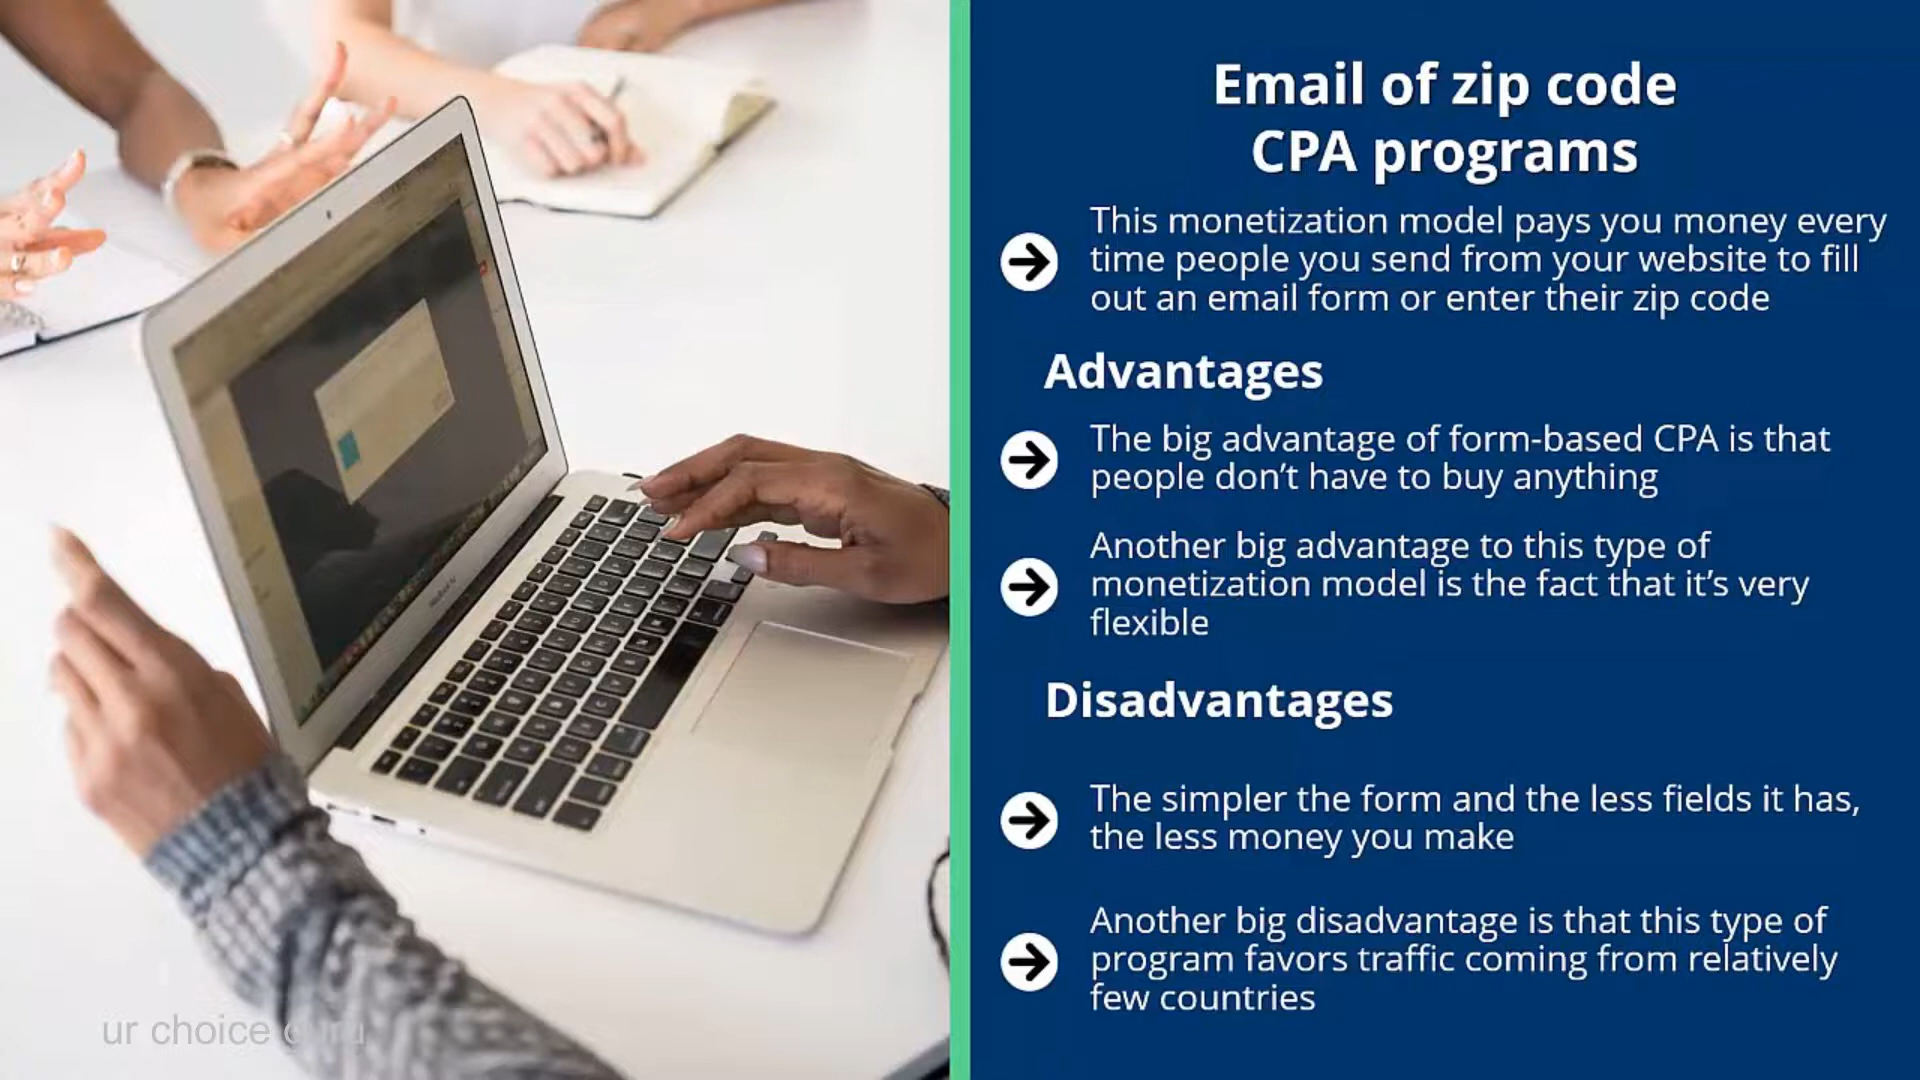 Email of zip code
CPA programs
This monetization model pays you money every
time people you send from your website to fill
out an email form or enter their zip code
Advantages
The big advantage of form-based CPA is that
people don’t have to buy anything
Another big advantage to this type of
monetization model is the fact that it’s very
flexible
Disadvantages
The simpler the form and the less fields it has,
the less money you make
Another big disadvantage is that this type of
program favors traffic coming from relatively
few countries
ur choice guru